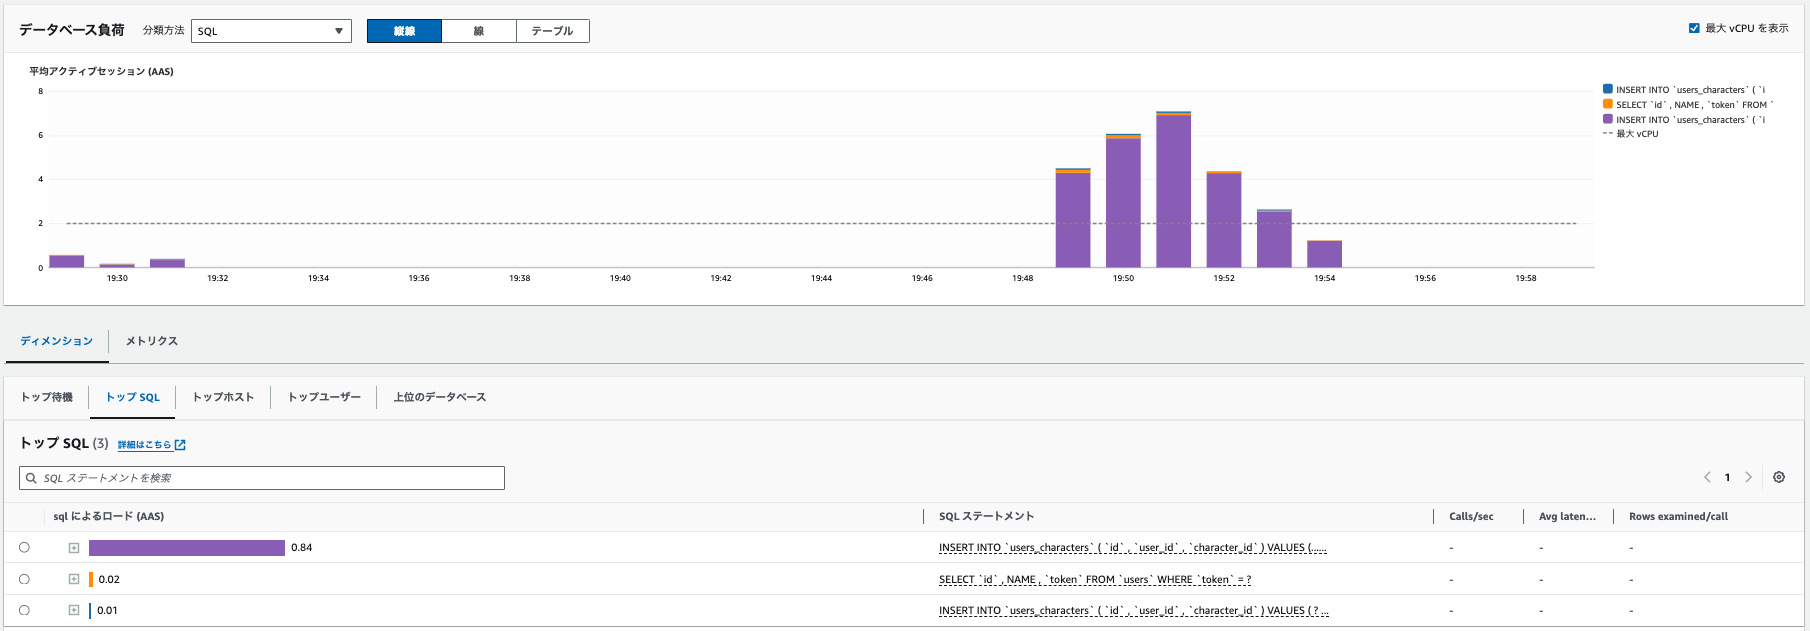 データベース負荷 分類方法 SQL ▼ 縦線 線 テーブル 最大 vCPU を表示
平均アクティブセッション (AAS)
8
6
4
2
0
19:30 19:32 19:34 19:36 19:38 19:40 19:42 19:44 19:46 19:48 19:50 19:52 19:54 19:56 19:58
INSERT INTO `users_characters` ( `i
SELECT `id` , NAME , `token` FROM `
INSERT INTO `users_characters` ( `i
最大 vCPU
ディメンション メトリクス
トップ待機 トップ SQL トップホスト トップユーザー 上位のデータベース
トップ SQL (3) 詳細はこちら
SQL ステートメントを検索 1
sql によるロード (AAS) SQL ステートメント Calls/sec Avg laten... Rows examined/call
0.84 INSERT INTO `users_characters` ( `id` , `user_id` , `character_id` ) VALUES (...... - - -
0.02 SELECT `id` , NAME , `token` FROM `users` WHERE `token` = ? - - -
0.01 INSERT INTO `users_characters` ( `id` , `user_id` , `character_id` ) VALUES ( ? ... - - -